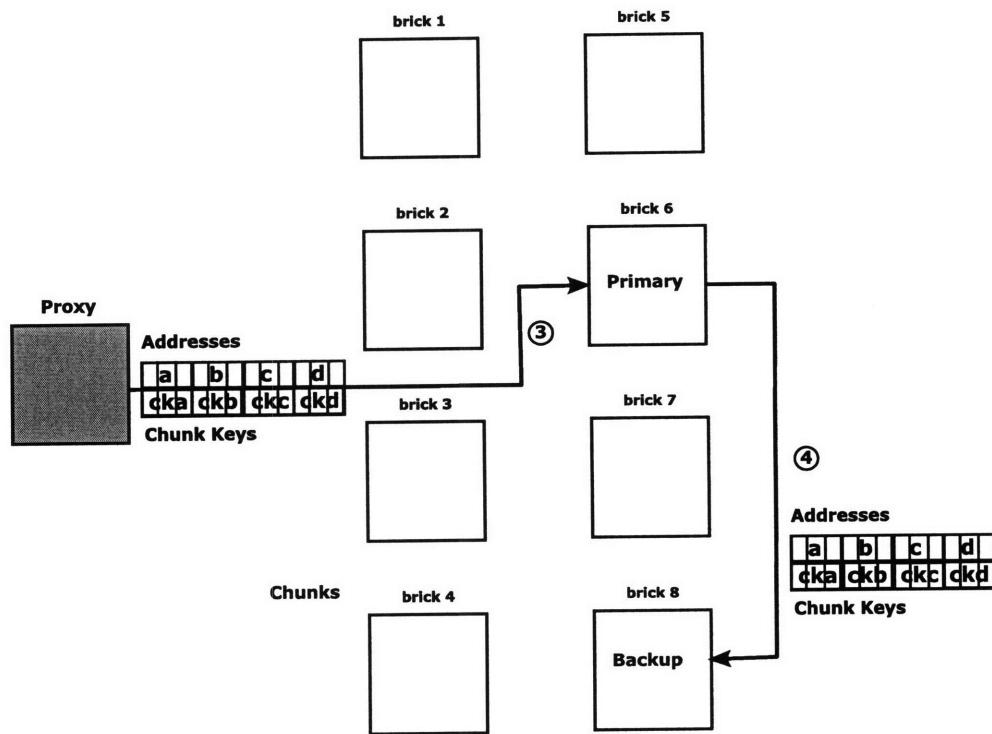 brick 1
brick 5
brick 2
brick 6
Primary
Proxy
③
Addresses
a b c d
cka ckb ckc ckd
Chunk Keys
brick 3
brick 7
④
Addresses
a b c d
cka ckb ckc ckd
Chunk Keys
Chunks
brick 4
brick 8
Backup